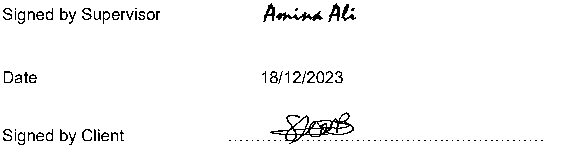 Signed by Supervisor Amina Ali
Date 18/12/2023
Signed by Client